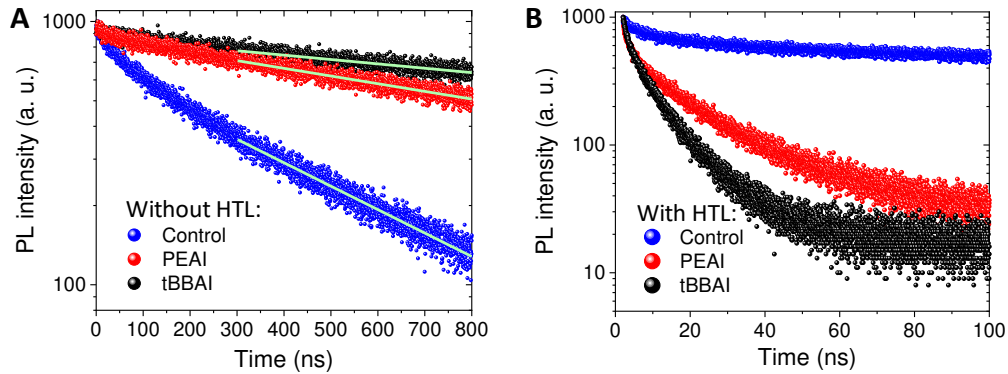 A
1000
100
PL intensity (a. u.)
Without HTL:
Control
PEAI
tBBAI
0 100 200 300 400 500 600 700 800
Time (ns)
B
1000
100
10
PL intensity (a. u.)
With HTL:
Control
PEAI
tBBAI
20 40 60 80 100
Time (ns)